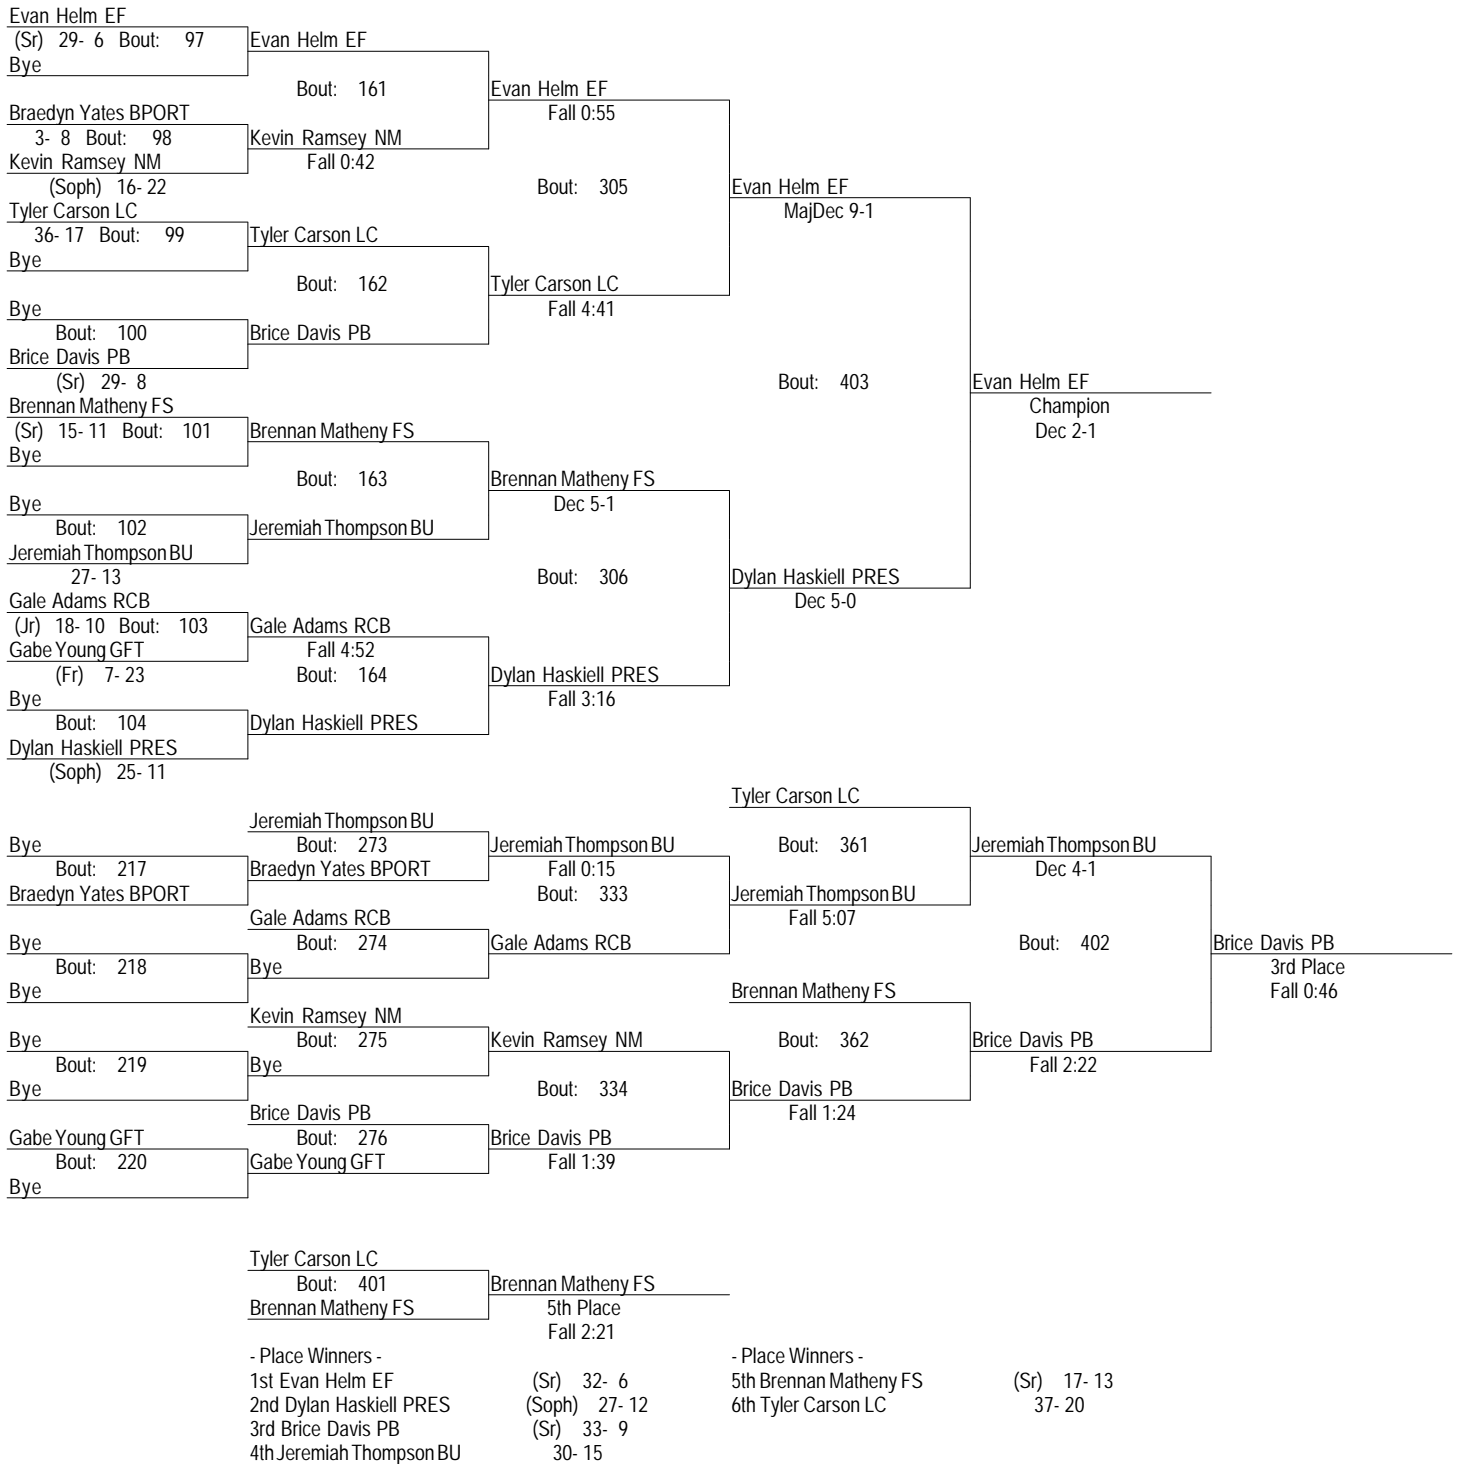 Evan Helm EF
(Sr) 29- 6 Bout: 97
Evan Helm EF
Bye
Bout: 161
Evan Helm EF
Fall 0:55
Braedyn Yates BPORT
3- 8 Bout: 98
Kevin Ramsey NM
Kevin Ramsey NM
Fall 0:42
(Soph) 16- 22
Bout: 305
Evan Helm EF
MajDec 9-1
Tyler Carson LC
36- 17 Bout: 99
Tyler Carson LC
Bye
Bout: 162
Tyler Carson LC
Fall 4:41
Bye
Bout: 100
Brice Davis PB
Brice Davis PB
(Sr) 29- 8
Bout: 403
Evan Helm EF
Champion
Dec 2-1
Brennan Matheny FS
(Sr) 15- 11 Bout: 101
Brennan Matheny FS
Bye
Bout: 163
Brennan Matheny FS
Dec 5-1
Bye
Bout: 102
Jeremiah Thompson BU
Jeremiah Thompson BU
27- 13
Bout: 306
Dylan Haskiell PRES
Dec 5-0
Gale Adams RCB
(Jr) 18- 10 Bout: 103
Gale Adams RCB
Gabe Young GFT
Fall 4:52
(Fr) 7- 23
Bout: 164
Dylan Haskiell PRES
Fall 3:16
Bye
Bout: 104
Dylan Haskiell PRES
Dylan Haskiell PRES
(Soph) 25- 11
Tyler Carson LC
Jeremiah Thompson BU
Bye
Bout: 273
Jeremiah Thompson BU
Bout: 361
Jeremiah Thompson BU
Bout: 217
Braedyn Yates BPORT
Fall 0:15
Dec 4-1
Braedyn Yates BPORT
Bout: 333
Jeremiah Thompson BU
Gale Adams RCB
Fall 5:07
Bye
Bout: 274
Gale Adams RCB
Bout: 402
Brice Davis PB
Bout: 218
Bye
3rd Place
Bye
Brennan Matheny FS
Fall 0:46
Kevin Ramsey NM
Bye
Bout: 275
Kevin Ramsey NM
Bout: 362
Brice Davis PB
Bout: 219
Bye
Fall 2:22
Bye
Bout: 334
Brice Davis PB
Brice Davis PB
Fall 1:24
Gabe Young GFT
Bout: 276
Brice Davis PB
Bout: 220
Gabe Young GFT
Fall 1:39
Bye
Tyler Carson LC
Bout: 401
Brennan Matheny FS
Brennan Matheny FS
5th Place
Fall 2:21
- Place Winners -
1st Evan Helm EF (Sr) 32- 6
2nd Dylan Haskiell PRES (Soph) 27- 12
3rd Brice Davis PB (Sr) 33- 9
4th Jeremiah Thompson BU 30- 15
- Place Winners -
5th Brennan Matheny FS (Sr) 17- 13
6th Tyler Carson LC 37- 20